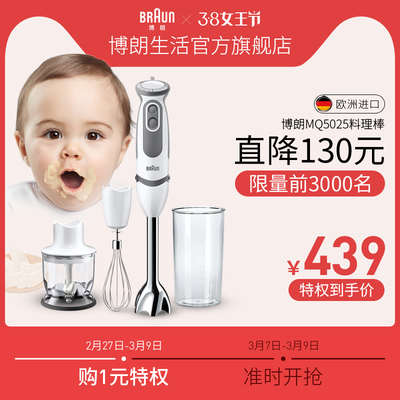 BRAUN
博朗
×
38女王节
博朗生活官方旗舰店
欧洲进口
博朗MQ5025料理棒
直降130元
限量前3000名
¥439
特权到手价
BRAUN
2月27日-3月9日
购1元特权
3月7日-3月9日
准时开抢